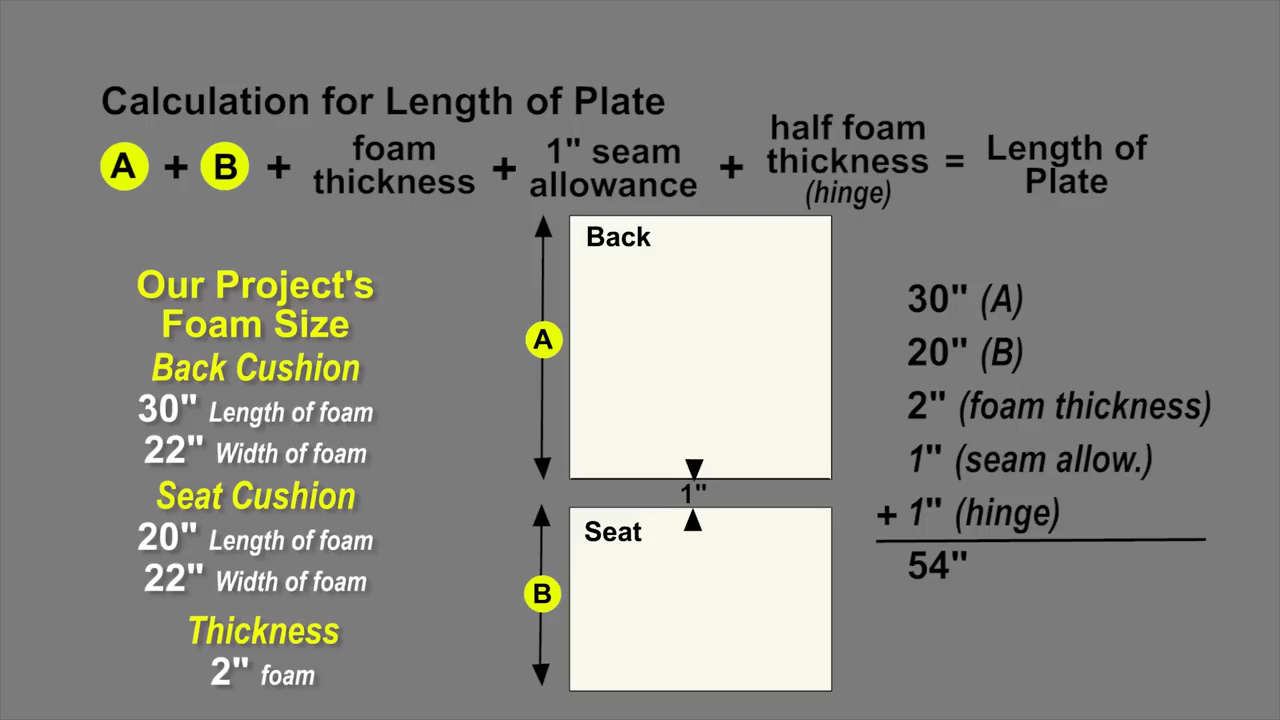 Calculation for Length of Plate
A + B + foam thickness + 1" seam allowance + half foam thickness (hinge) = Length of Plate
Our Project's
Foam Size
Back Cushion
30" Length of foam
22" Width of foam
Seat Cushion
20" Length of foam
22" Width of foam
Thickness
2" foam
Back
A
1"
Seat
B
30" (A)
20" (B)
2" (foam thickness)
1" (seam allow.)
+ 1" (hinge)
54"